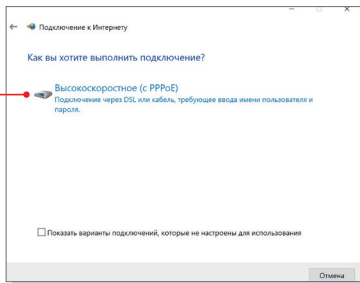 Подключение к Интернету
Как вы хотите выполнить подключение?
Высокоскоростное (с PPPoE)
Подключение через DSL или кабель, требующее ввода имени пользователя и
пароля.
Показать варианты подключений, которые не настроены для использования
Отмена